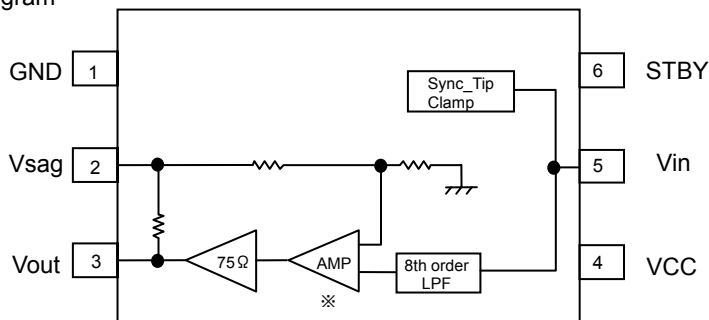 gram
GND 1
6 STBY
Sync_Tip
Clamp
Vsag 2
5 Vin
Vout 3
75Ω
AMP
8th order
LPF
4 VCC
※